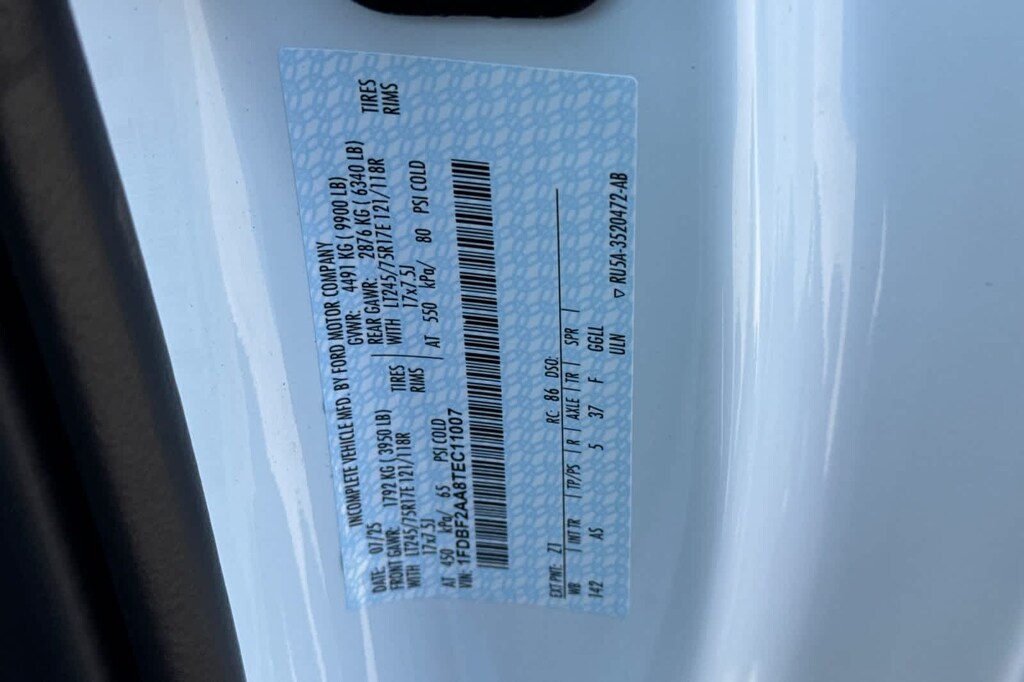 INCOMPLETE VEHICLE MFD. BY FORD MOTOR COMPANY
DATE: 07/25 GVWR: 4491 KG ( 9900 LB)
FRONT GAWR: 1792 KG (3950 LB) REAR GAWR: 2876 KG ( 6340 LB)
WITH LT245/75R17E 121/118R TIRES WITH LT245/75R17E 121/118R TIRES
17x7.5J RIMS 17x7.5J RIMS
AT 450 kPa/ 65 PSI COLD AT 550 kPa/ 80 PSI COLD
VIN: 1FDBF2AA8TEC11007
EXT PNT: Z1 RC: 86 DSO:
WB INT TR TP/PS R AXLE TR SPR
142 AS 5 37 F GGLL
ULN
▽ RU5A-3520472-AB